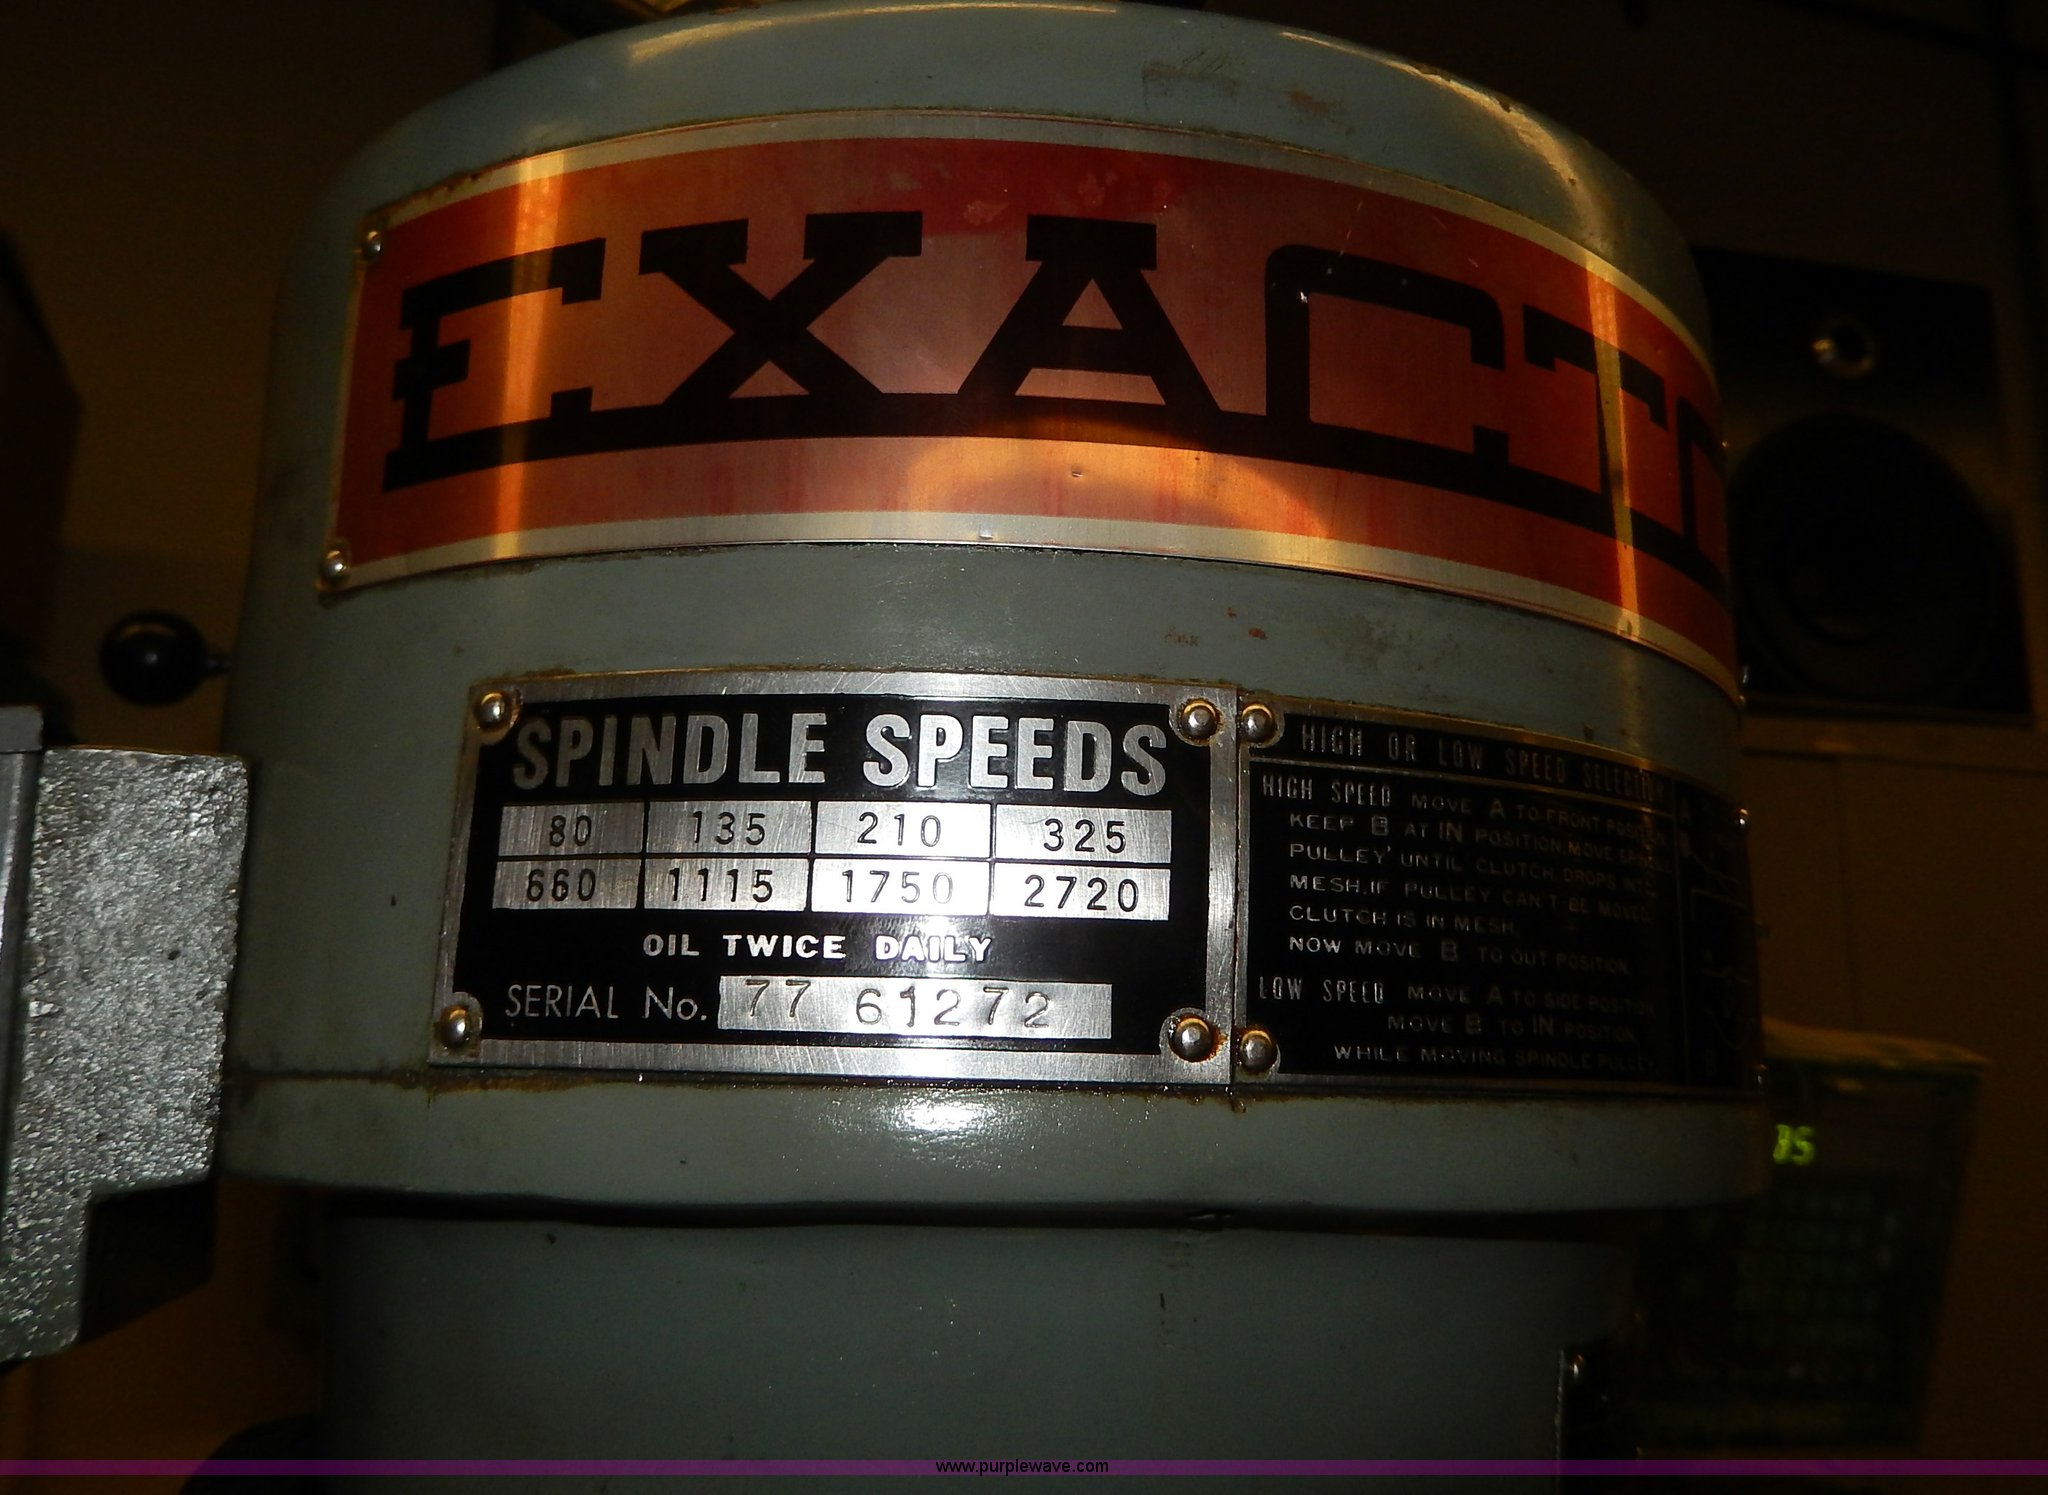 EXACTO
SPINDLE SPEEDS
80 135 210 325
660 1115 1750 2720
OIL TWICE DAILY
SERIAL No. 77 61272
HIGH OR LOW SPEED SELECTOR
HIGH SPEED MOVE A TO FRONT POSITION,
KEEP B AT IN POSITION, MOVE SPINDLE
PULLEY UNTIL CLUTCH DROPS INTO
MESH, IF PULLEY CAN'T BE MOVED,
CLUTCH IS IN MESH,
NOW MOVE B TO OUT POSITION.
LOW SPEED MOVE A TO SIDE POSITION
MOVE B TO IN POSITION,
WHILE MOVING SPINDLE PULLEY.
A
B
85
www.purplewave.com